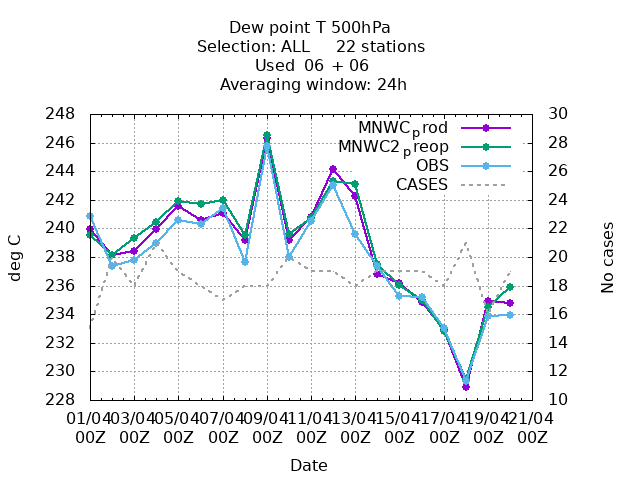 Dew point T 500hPa
Selection: ALL 22 stations
Used 06 + 06
Averaging window: 24h
248
246
244
242
240
238
236
234
232
230
228
30
28
26
24
22
20
18
16
14
12
10
MNWC_prod
MNWC2_preop
OBS
CASES
deg C
No cases
01/04 03/04 05/04 07/04 09/04 11/04 13/04 15/04 17/04 19/04 21/04
00Z 00Z 00Z 00Z 00Z 00Z 00Z 00Z 00Z 00Z 00Z
Date